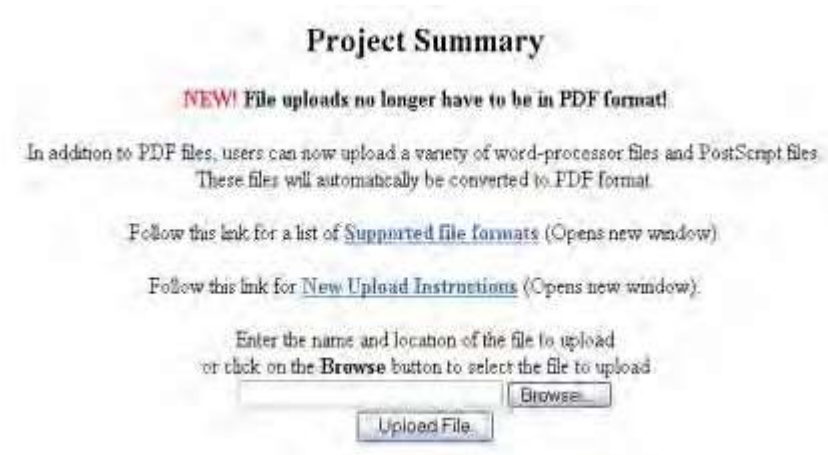 Project Summary
NEW! File uploads no longer have to be in PDF format!
In addition to PDF files, users can now upload a variety of word-processor files and PostScript files.
These files will automatically be converted to PDF format.
Follow this link for a list of Supported file formats (Opens new window)
Follow this link for New Upload Instructions (Opens new window).
Enter the name and location of the file to upload
or click on the Browse button to select the file to upload
Browse...
Upload File